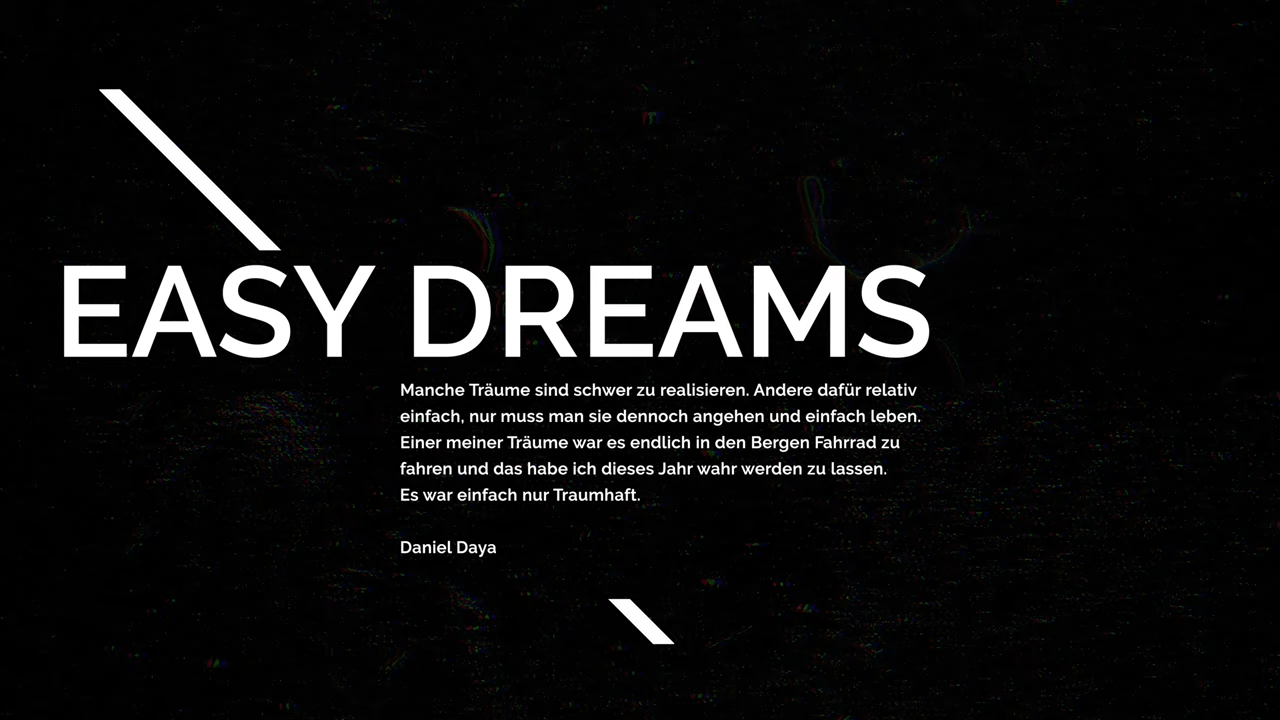 EASY DREAMS
Manche Träume sind schwer zu realisieren. Andere dafür relativ
einfach, nur muss man sie dennoch angehen und einfach leben.
Einer meiner Träume war es endlich in den Bergen Fahrrad zu
fahren und das habe ich dieses Jahr wahr werden zu lassen.
Es war einfach nur Traumhaft.
Daniel Daya